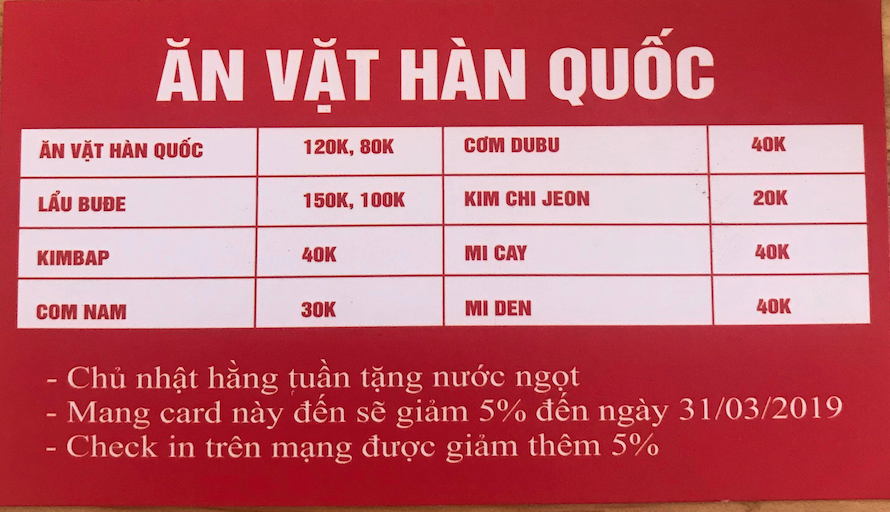 ĂN VẶT HÀN QUỐC
ĂN VẶT HÀN QUỐC 120K, 80K CƠM DUBU 40K
LẨU BUĐE 150K, 100K KIM CHI JEON 20K
KIMBAP 40K MI CAY 40K
COM NAM 30K MI DEN 40K
- Chủ nhật hằng tuần tặng nước ngọt
- Mang card này đến sẽ giảm 5% đến ngày 31/03/2019
- Check in trên mạng được giảm thêm 5%